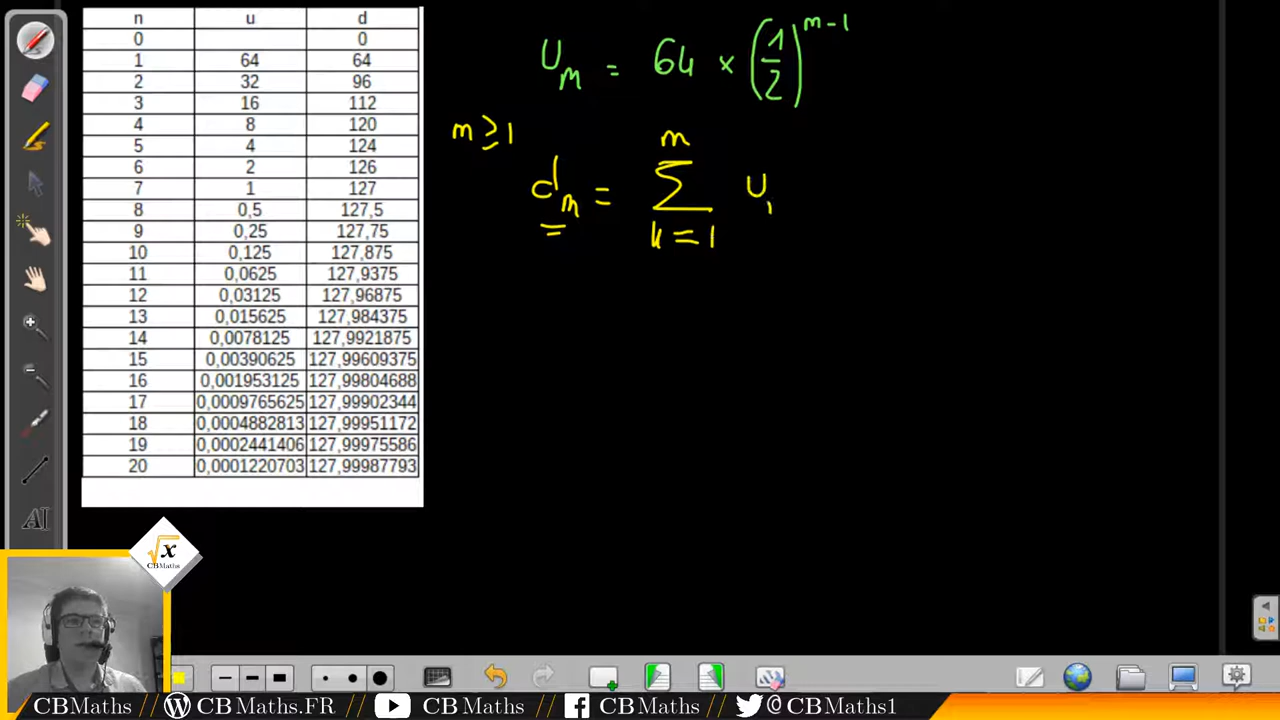 n u d
0 0
1 64 64
2 32 96
3 16 112
4 8 120
5 4 124
6 2 126
7 1 127
8 0,5 127,5
9 0,25 127,75
10 0,125 127,875
11 0,0625 127,9375
12 0,03125 127,96875
13 0,015625 127,984375
14 0,0078125 127,9921875
15 0,00390625 127,99609375
16 0,001953125 127,99804688
17 0,0009765625 127,99902344
18 0,0004882813 127,99951172
19 0,0002441406 127,99975586
20 0,0001220703 127,99987793
U_n = 64 × (1/2)^{n-1}
n ≥ 1
d_n = ∑_{k=1}^{n} U
AI
√x
CBMaths
CBMaths CBMaths.FR CBMaths CBMaths @CBMaths1